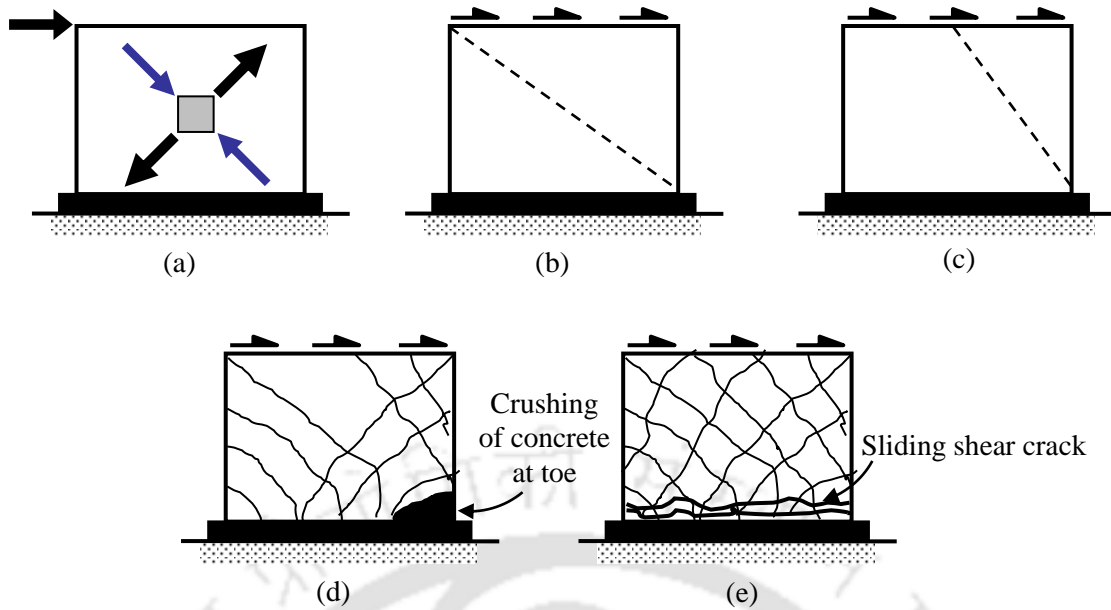 (a)
(b)
(c)
Crushing
of concrete
at toe
Sliding shear crack
(d)
(e)